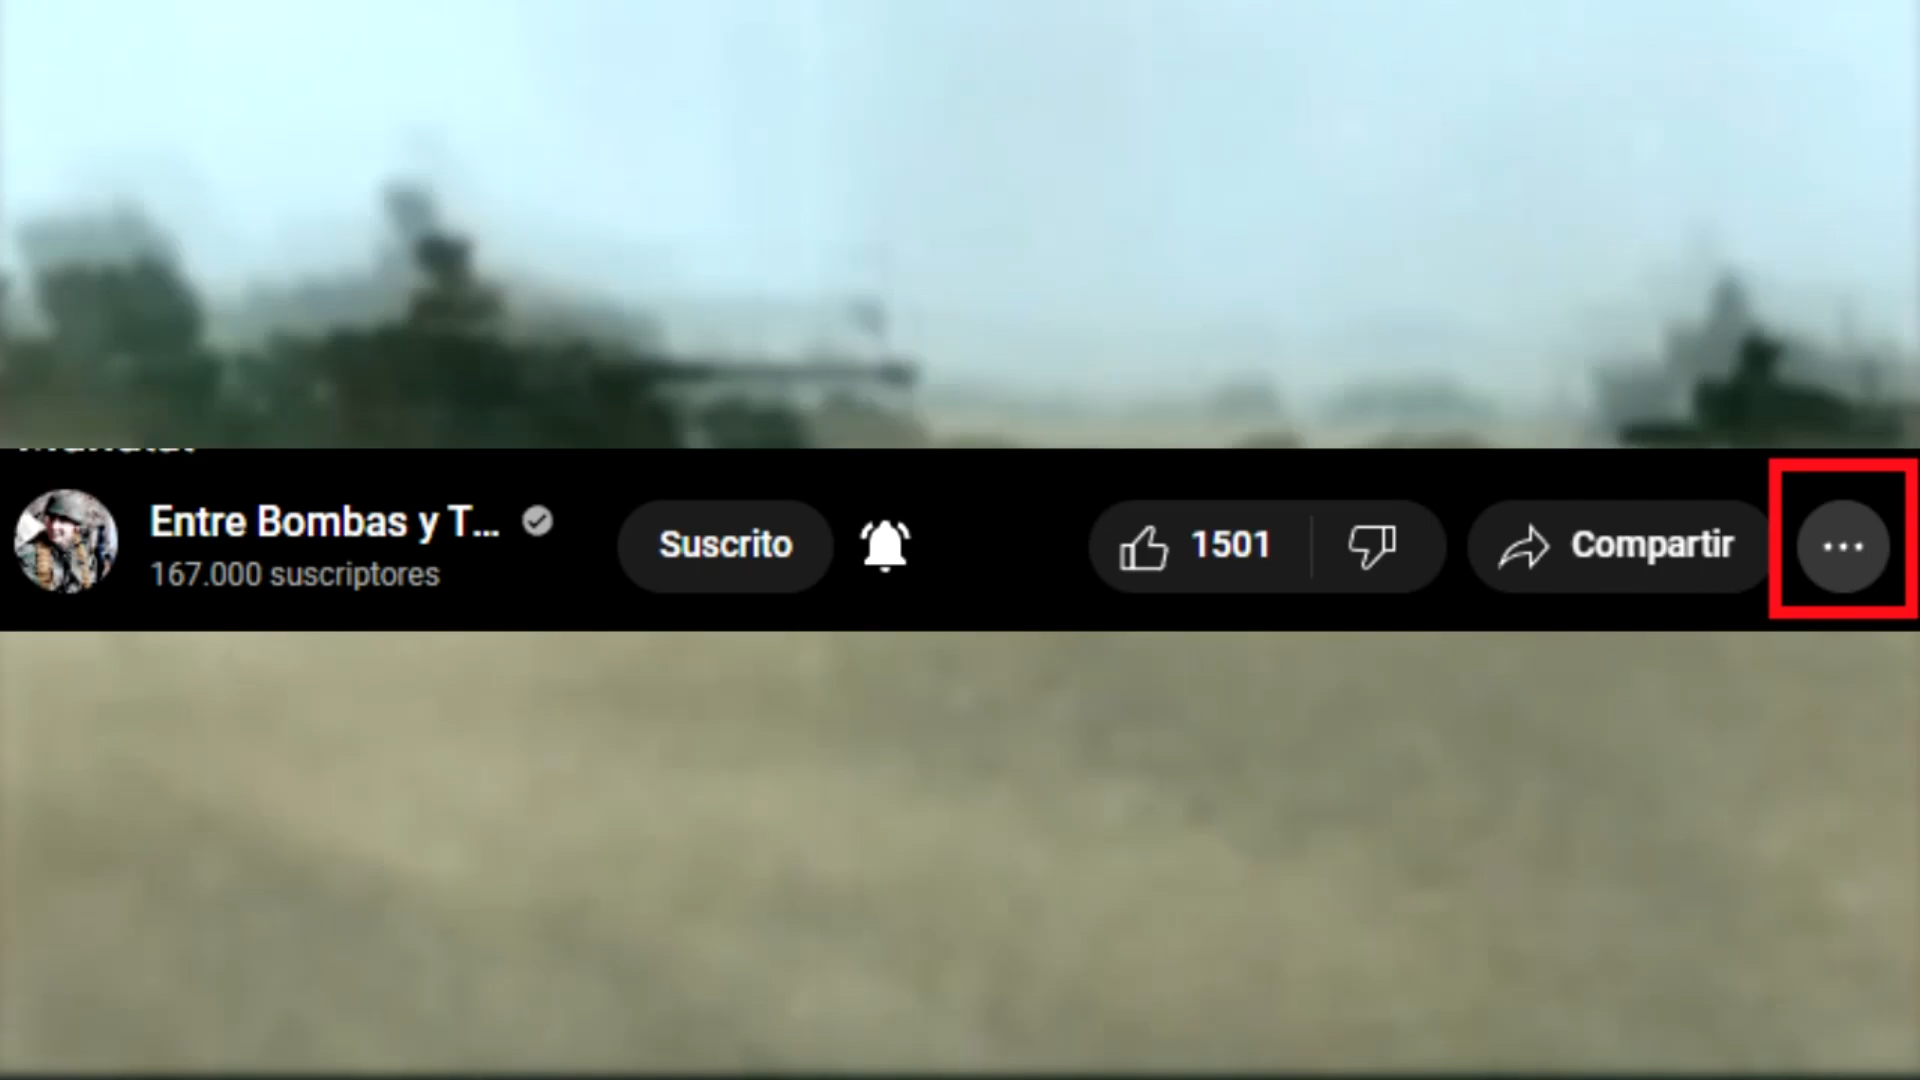 Entre Bombas y T...
167.000 suscriptores
Suscrito
1501
Compartir